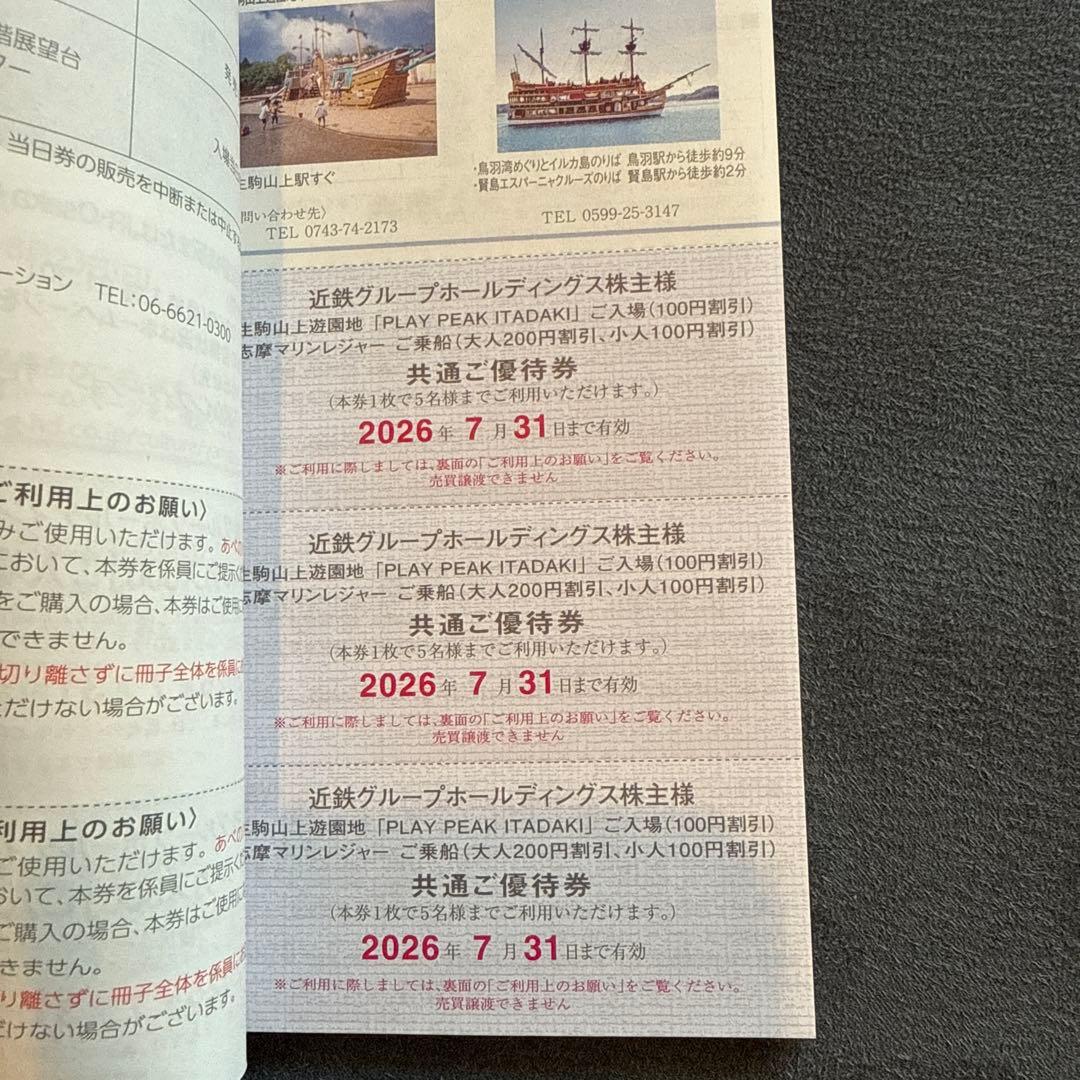 階展望台
ター
当日券の販売を中断または中止する
ーション TEL:06-6621-0300
ご利用上のお願い〉
みご使用いただけます。あべの
において、本券を係員にご提示く
をご購入の場合、本券はご使用に
できません。
切り離さずに冊子全体を係員に
ただけない場合がございます。
利用上のお願い〉
ご使用いただけます。あべの
おいて、本券を係員にご提示くだ
ご購入の場合、本券はご使用に
きません。
り離さずに冊子全体を係員に
だけない場合がございます。
生駒山上駅すぐ
問い合わせ先〉
TEL 0743-74-2173
・鳥羽湾めぐりとイルカ島のりば 鳥羽駅から徒歩約9分
・賢島エスパーニャクルーズのりば 賢島駅から徒歩約2分
TEL 0599-25-3147
近鉄グループホールディングス株主様
生駒山上遊園地「PLAY PEAK ITADAKI」ご入場(100円割引)
志摩マリンレジャー ご乗船(大人200円割引、小人100円割引)
共通ご優待券
(本券1枚で5名様までご利用いただけます。)
2026年 7月31日まで有効
※ご利用に際しましては、裏面の「ご利用上のお願い」をご覧ください。
売買譲渡できません
近鉄グループホールディングス株主様
生駒山上遊園地「PLAY PEAK ITADAKI」ご入場(100円割引)
志摩マリンレジャー ご乗船(大人200円割引、小人100円割引)
共通ご優待券
(本券1枚で5名様までご利用いただけます。)
2026年 7月31日まで有効
※ご利用に際しましては、裏面の「ご利用上のお願い」をご覧ください。
売買譲渡できません
近鉄グループホールディングス株主様
生駒山上遊園地「PLAY PEAK ITADAKI」ご入場(100円割引)
志摩マリンレジャー ご乗船(大人200円割引、小人100円割引)
共通ご優待券
(本券1枚で5名様までご利用いただけます。)
2026年 7月31日まで有効
※ご利用に際しましては、裏面の「ご利用上のお願い」をご覧ください。
売買譲渡できません